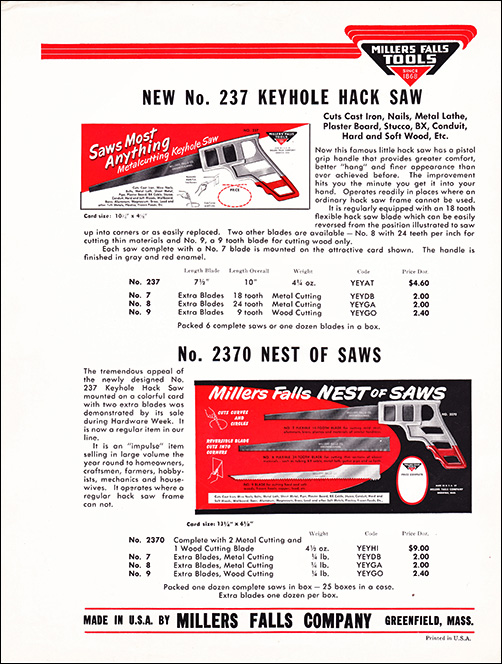 MILLERS FALLS
TOOLS
SINCE
1868
NEW No. 237 KEYHOLE HACK SAW
Saws Most
Anything
Metalcutting Keyhole Saw
Card size: 10½" x 4½"
Cuts Cast Iron, Nails, Metal Lathe,
Plaster Board, Stucco, BX, Conduit,
Hard and Soft Wood, Etc.
Now this famous little hack saw has a pistol
grip handle that provides greater comfort,
better "hang" and finer appearance than
ever achieved before. The improvement
hits you the minute you get it into your
hand. Operates readily in places where an
ordinary hack saw frame cannot be used.
It is regularly equipped with an 18 tooth
flexible hack saw blade which can be easily
reversed from the position illustrated to saw
up into corners or as easily replaced. Two other blades are available — No. 8 with 24 teeth per inch for
cutting thin materials and No. 9, a 9 tooth blade for cutting wood only.
Each saw complete with a No. 7 blade is mounted on the attractive card shown. The handle is
finished in gray and red enamel.
Length Blade Length Overall Weight Code Price Doz.
No. 237 7½" 10" 4¾ oz. YEYAT $4.60
No. 7 Extra Blades 18 tooth Metal Cutting YEYDB 2.00
No. 8 Extra Blades 24 tooth Metal Cutting YEYGA 2.00
No. 9 Extra Blades 9 tooth Wood Cutting YEYGO 2.40
Packed 6 complete saws or one dozen blades in a box.
No. 2370 NEST OF SAWS
The tremendous appeal of
the newly designed No.
237 Keyhole Hack Saw
mounted on a colorful card
with two extra blades was
demonstrated by its sale
during Hardware Week. It
is now a regular item in our
line.
It is an "impulse" item
selling in large volume the
year round to homeowners,
craftsmen, farmers, hobby-
ists, mechanics and house-
wives. It operates where a
regular hack saw frame
can not.
Millers Falls NEST OF SAWS
CUTS CURVES
AND
CIRCLES
REVERSIBLE BLADE
CUTS INTO
CORNERS
NO. 2370
Card size: 13½" x 6⅜"
Weight Code Price Doz.
No. 2370 Complete with 2 Metal Cutting and
1 Wood Cutting Blade 4½ oz. YEYHI $9.00
No. 7 Extra Blades, Metal Cutting ¾ lb. YEYDB 2.00
No. 8 Extra Blades, Metal Cutting ¾ lb. YEYGA 2.00
No. 9 Extra Blades, Wood Cutting ¾ lb. YEYGO 2.40
Packed one dozen complete saws in box — 25 boxes in a case.
Extra blades one dozen per box.
MADE IN U.S.A. BY MILLERS FALLS COMPANY GREENFIELD, MASS.
Printed in U.S.A.